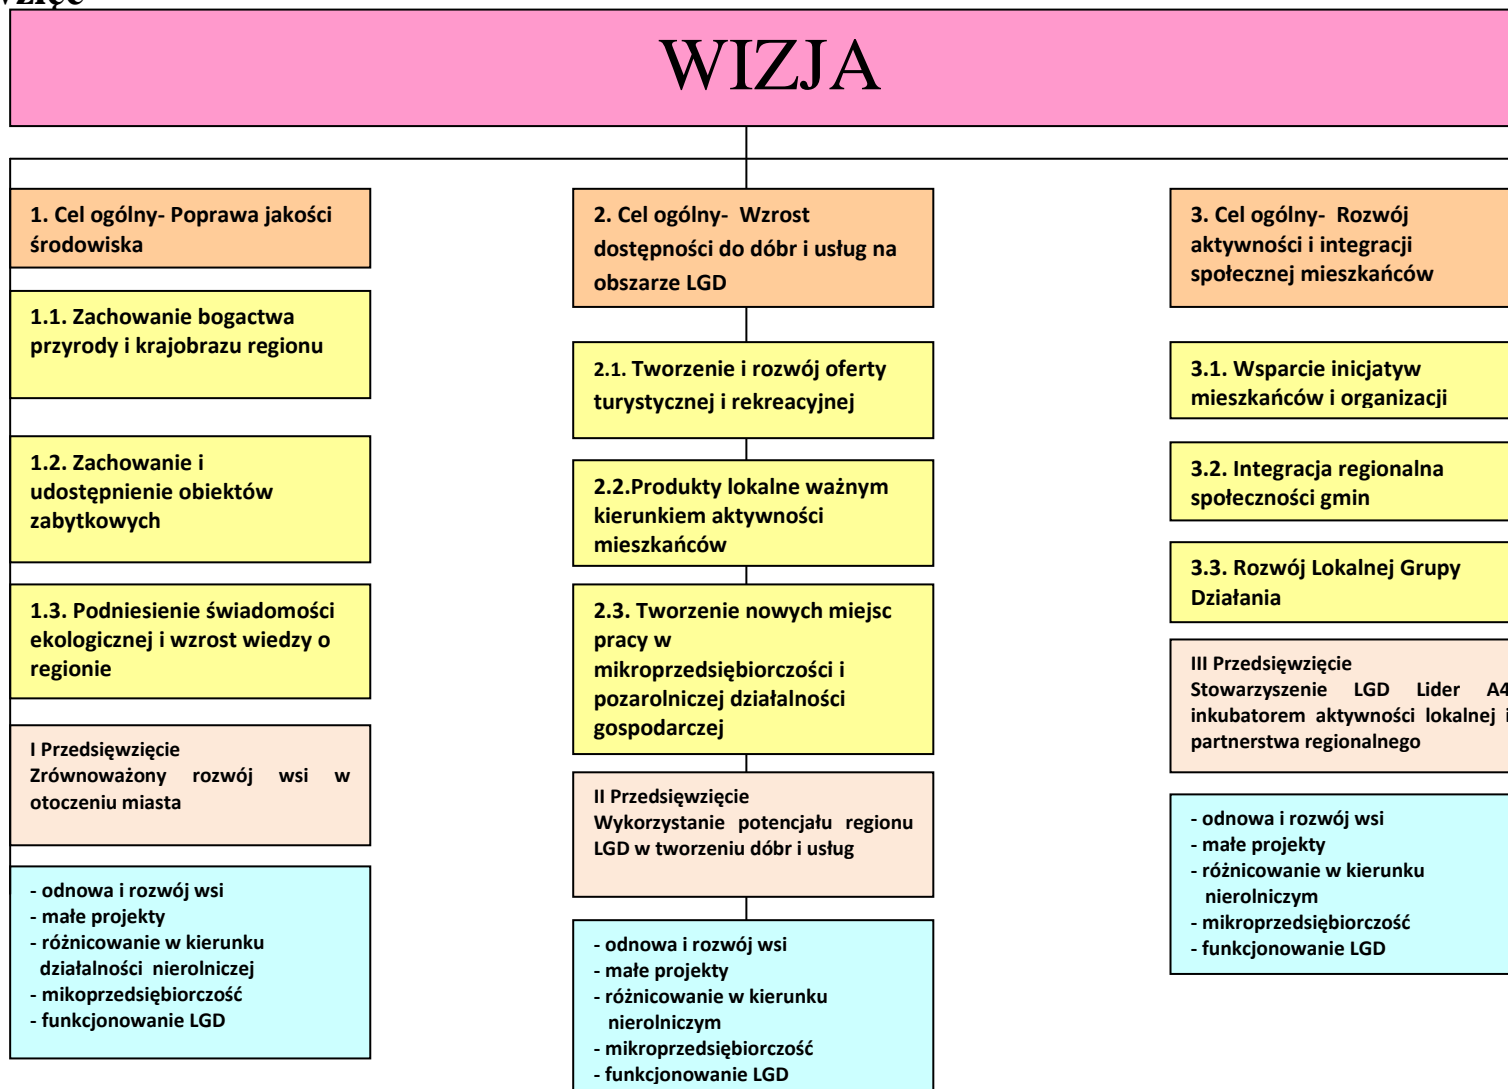 WIZJA
1. Cel ogólny- Poprawa jakości
środowiska
1.1. Zachowanie bogactwa
przyrody i krajobrazu regionu
1.2. Zachowanie i
udostępnienie obiektów
zabytkowych
1.3. Podniesienie świadomości
ekologicznej i wzrost wiedzy o
regionie
I Przedsięwzięcie
Zrównoważony rozwój wsi w
otoczeniu miasta
- odnowa i rozwój wsi
- małe projekty
- różnicowanie w kierunku
działalności nierolniczej
- mikoprzedsiębiorczość
- funkcjonowanie LGD
2. Cel ogólny- Wzrost
dostępności do dóbr i usług na
obszarze LGD
2.1. Tworzenie i rozwój oferty
turystycznej i rekreacyjnej
2.2.Produkty lokalne ważnym
kierunkiem aktywności
mieszkańców
2.3. Tworzenie nowych miejsc
pracy w
mikroprzedsiębiorczości i
pozarolniczej działalności
gospodarczej
II Przedsięwzięcie
Wykorzystanie potencjału regionu
LGD w tworzeniu dóbr i usług
- odnowa i rozwój wsi
- małe projekty
- różnicowanie w kierunku
nierolniczym
- mikroprzedsiębiorczość
- funkcjonowanie LGD
3. Cel ogólny- Rozwój
aktywności i integracji
społecznej mieszkańców
3.1. Wsparcie inicjatyw
mieszkańców i organizacji
3.2. Integracja regionalna
społeczności gmin
3.3. Rozwój Lokalnej Grupy
Działania
III Przedsięwzięcie
Stowarzyszenie LGD Lider A4
inkubatorem aktywności lokalnej i
partnerstwa regionalnego
- odnowa i rozwój wsi
- małe projekty
- różnicowanie w kierunku
nierolniczym
- mikroprzedsiębiorczość
- funkcjonowanie LGD